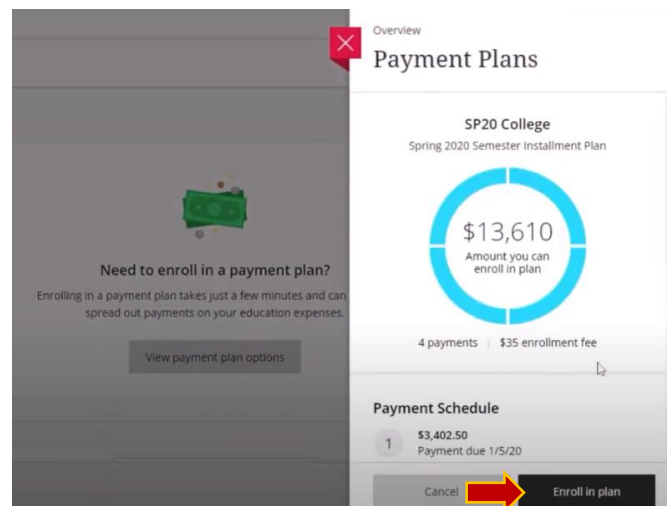 Need to enroll in a payment plan?
Enrolling in a payment plan takes just a few minutes and can
spread out payments on your education expenses.
View payment plan options
Overview
Payment Plans
SP20 College
Spring 2020 Semester Installment Plan
$13,610
Amount you can
enroll in plan
4 payments | $35 enrollment fee
Payment Schedule
1
$3,402.50
Payment due 1/5/20
Cancel
Enroll in plan